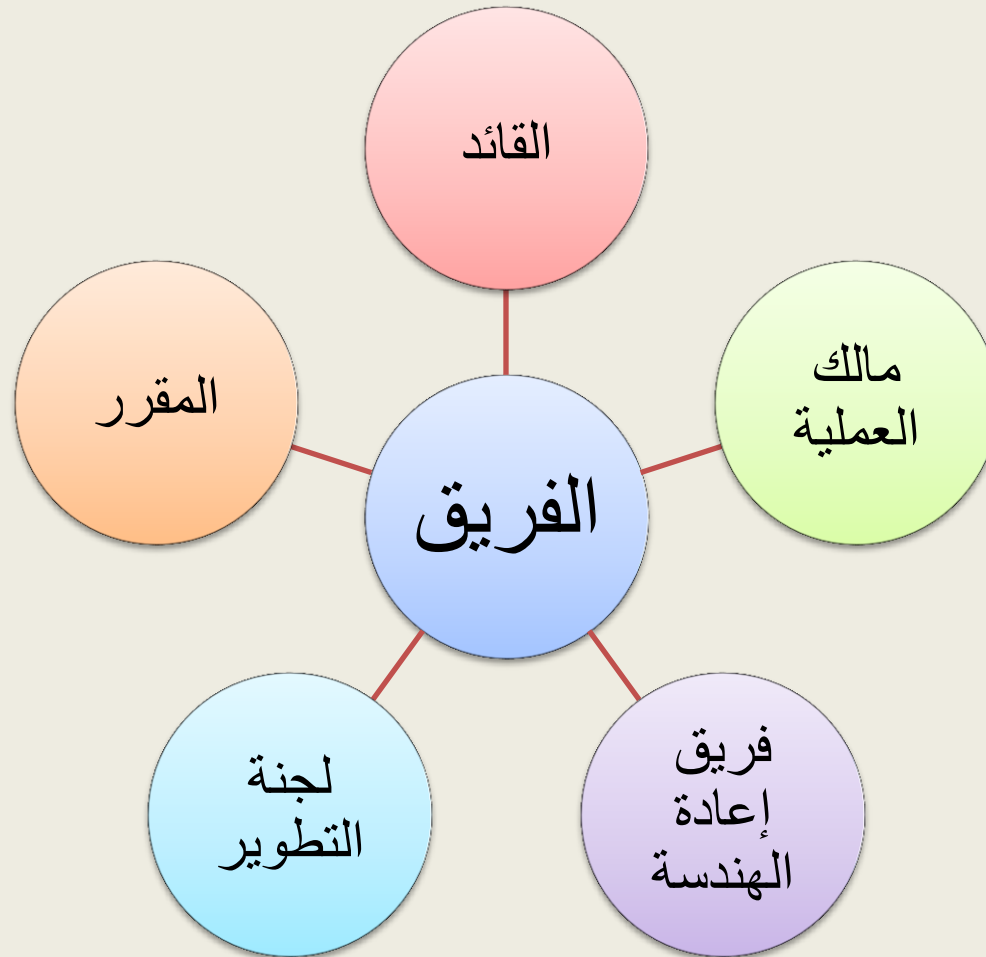 القائد
مالك
العملية
المقرر
الفريق
فريق
إعادة
الهندسة
لجنة
التطوير